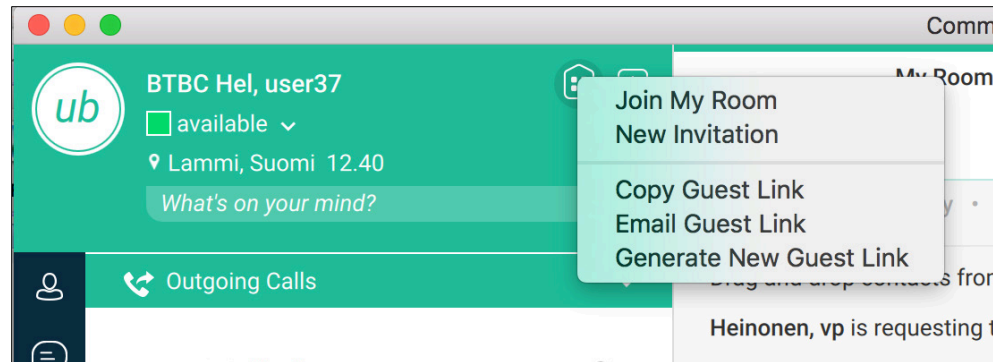 Comm
BTBC Hel, user37
My Room
ub
available
Lammi, Suomi 12.40
What's on your mind?
Join My Room
New Invitation
Copy Guest Link
Email Guest Link
Generate New Guest Link
Outgoing Calls
Drag and drop contacts from
Heinonen, vp is requesting t